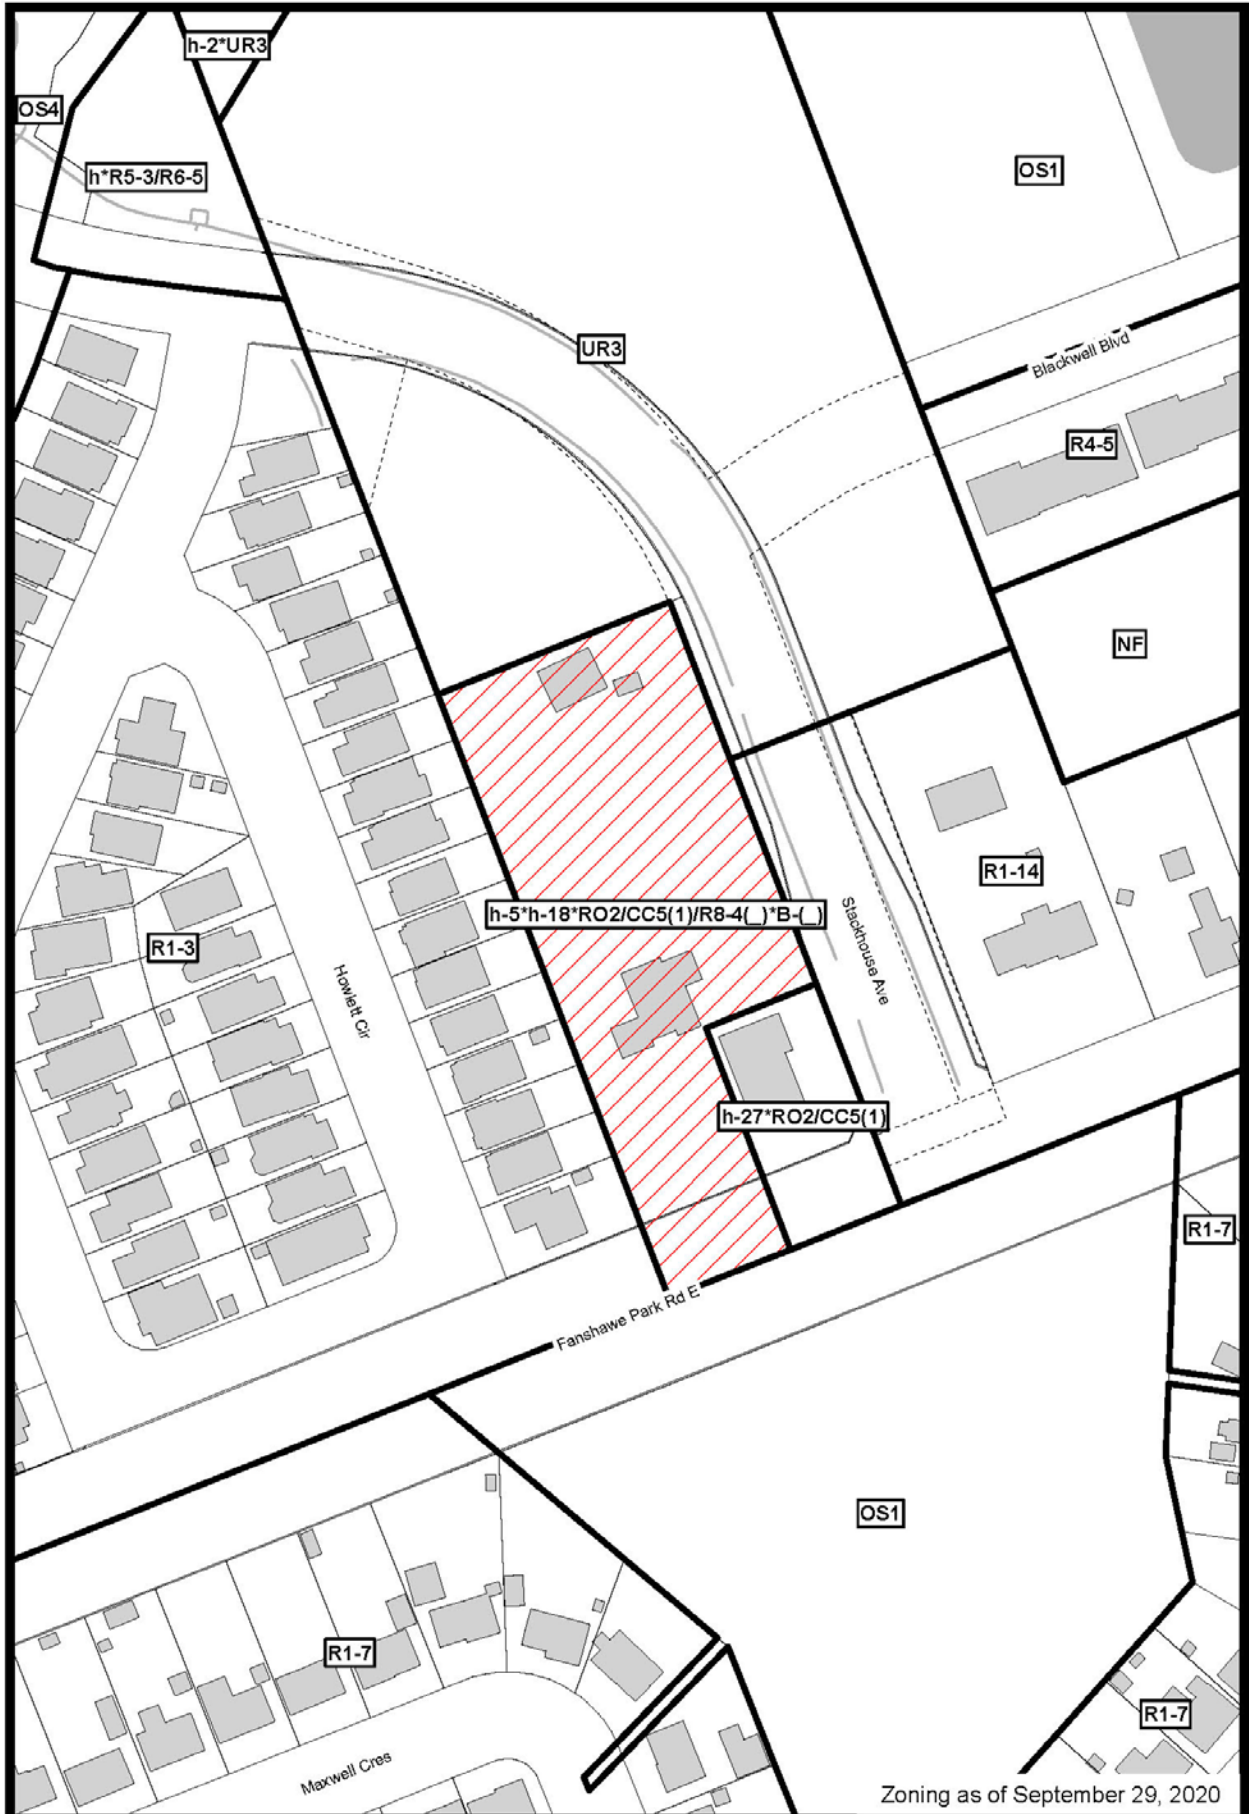 h-2*UR3
OS4
h*R5-3/R6-5
OS1
UR3
Blackwell Blvd
R4-5
NF
R1-14
h-5*h-18*RO2/CC5(1)/R8-4(_)*B-(_)
Stackhouse Ave
R1-3
Howlett Cir
h-27*RO2/CC5(1)
R1-7
Fanshawe Park Rd E
OS1
R1-7
R1-7
Maxwell Cres
Zoning as of September 29, 2020